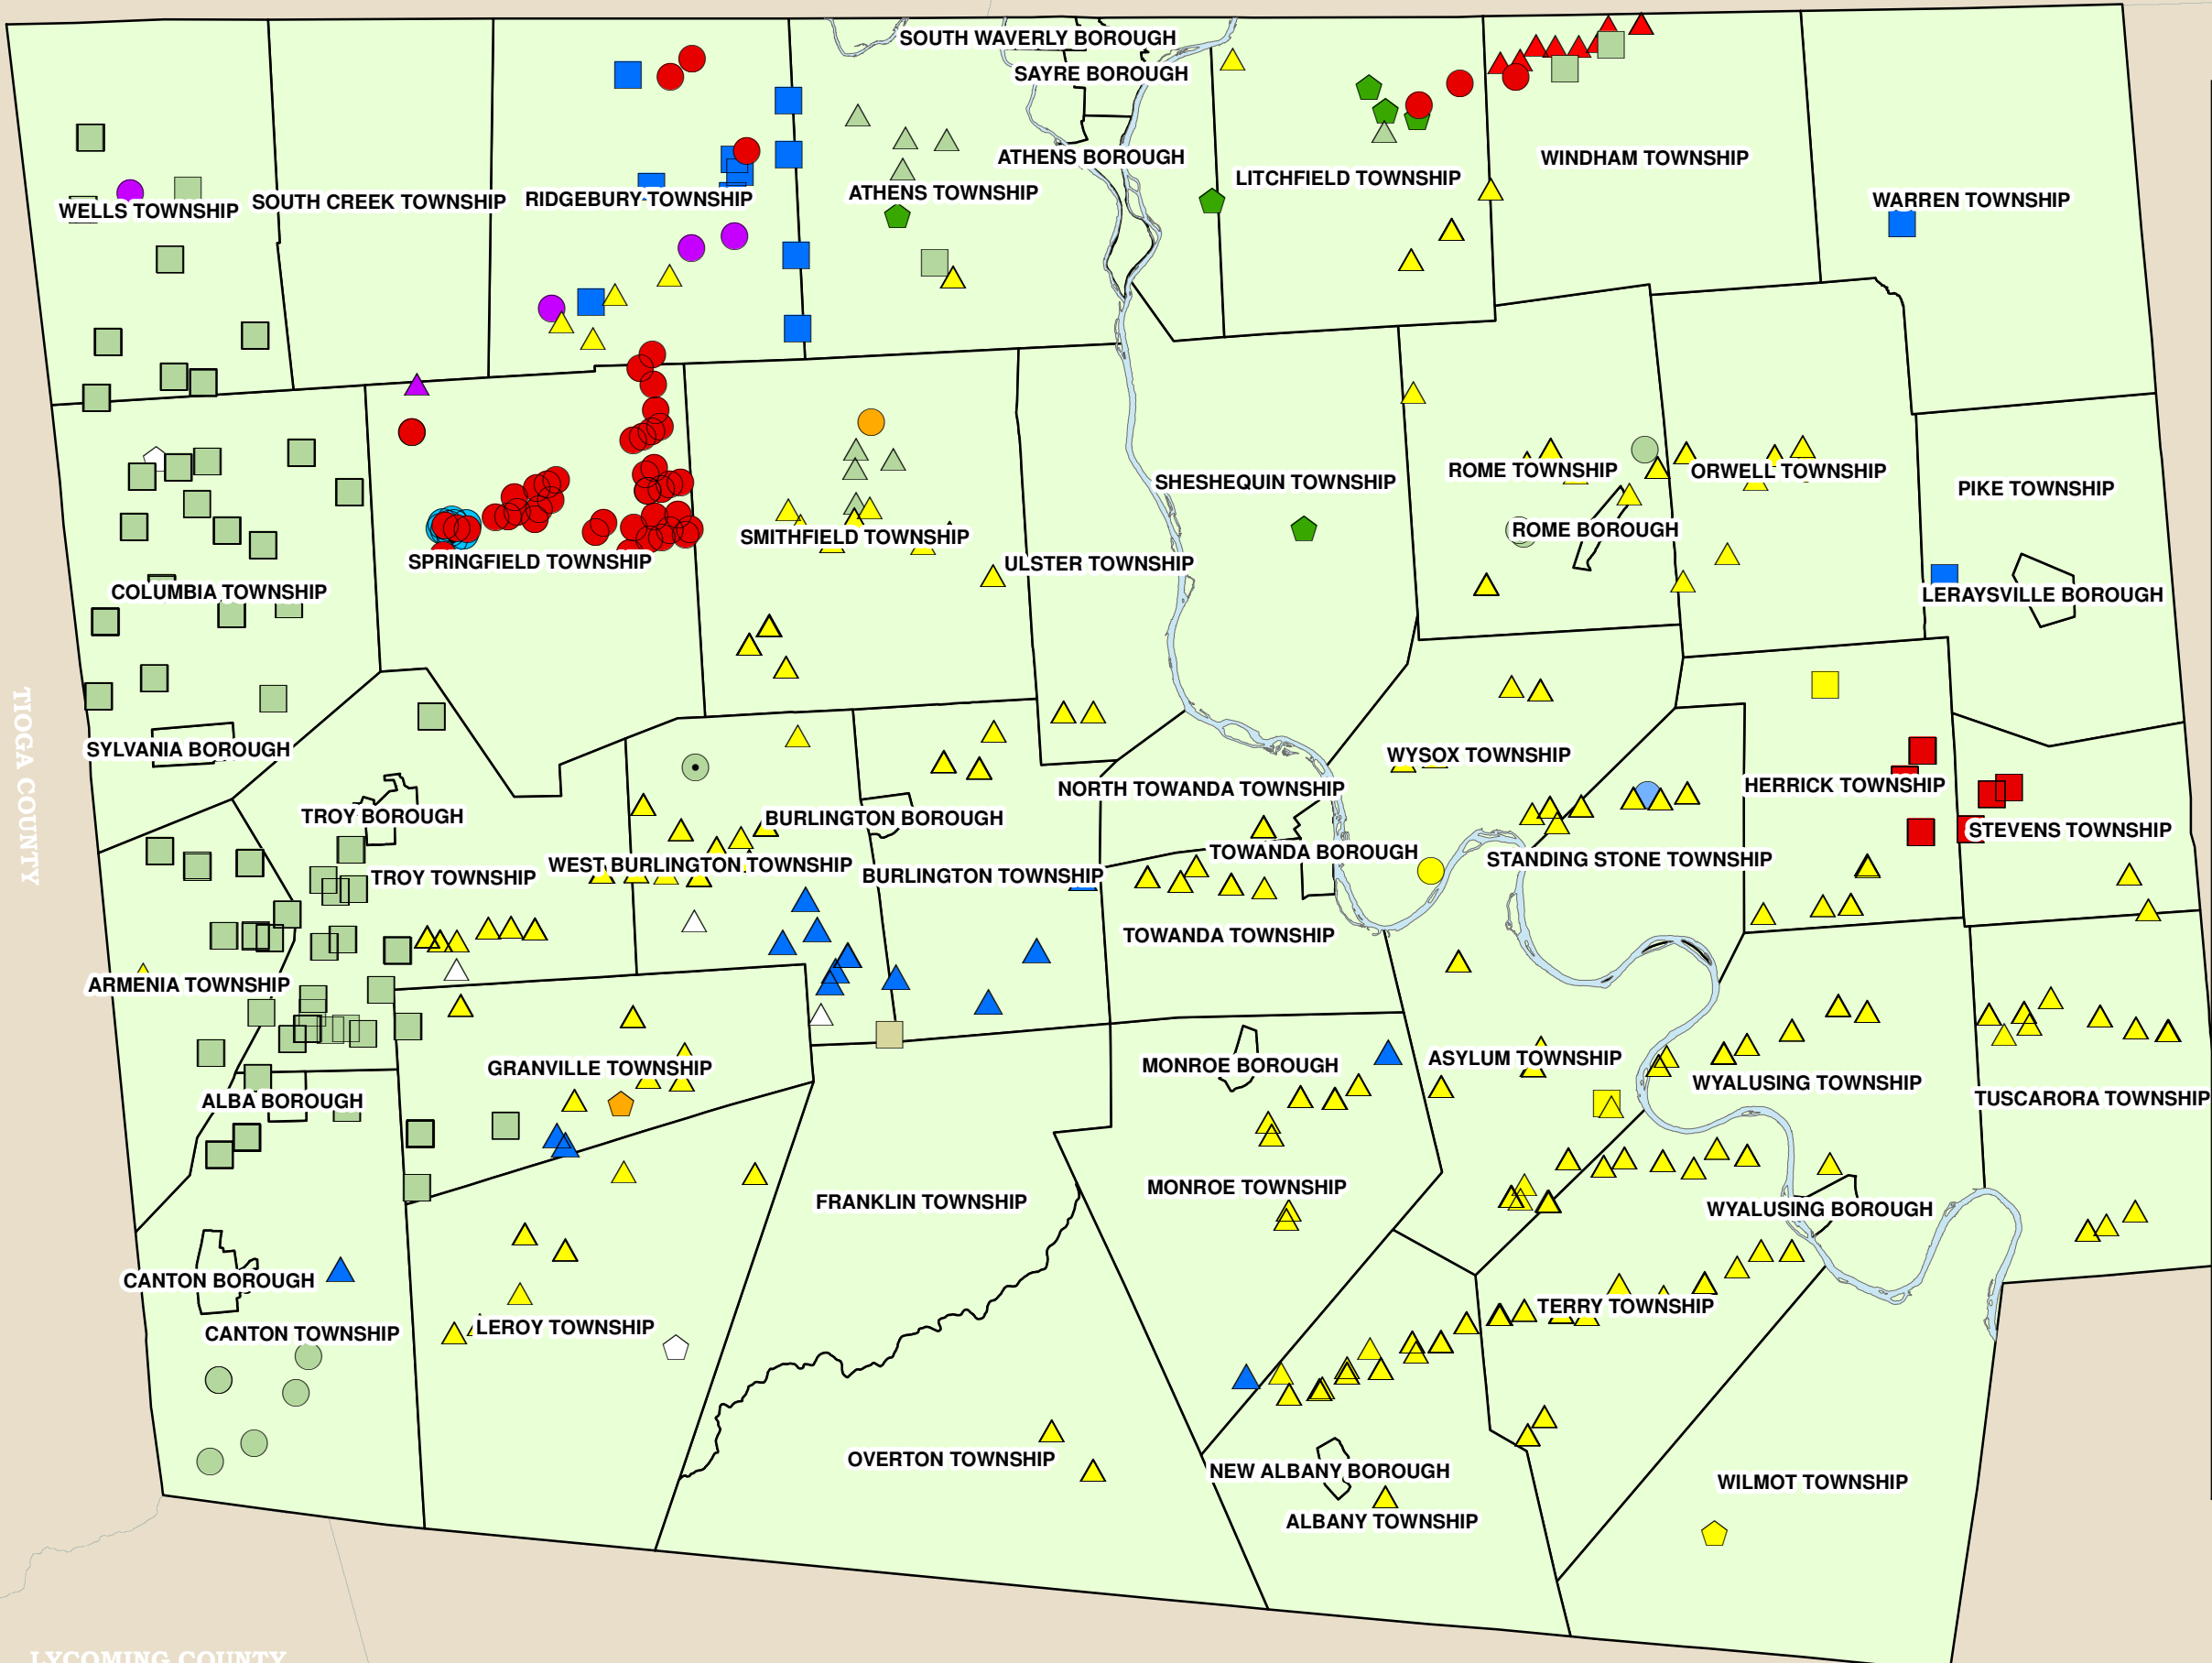 SOUTH WAVERLY BOROUGH
SAYRE BOROUGH
ATHENS BOROUGH
WINDHAM TOWNSHIP
LITCHFIELD TOWNSHIP
ATHENS TOWNSHIP
RIDGEBURY TOWNSHIP
SOUTH CREEK TOWNSHIP
WELLS TOWNSHIP
WARREN TOWNSHIP
ROME TOWNSHIP
ORWELL TOWNSHIP
SHESHEQUIN TOWNSHIP
PIKE TOWNSHIP
ROME BOROUGH
SMITHFIELD TOWNSHIP
SPRINGFIELD TOWNSHIP
ULSTER TOWNSHIP
COLUMBIA TOWNSHIP
LERAYSVILLE BOROUGH
SYLVANIA BOROUGH
WYSOX TOWNSHIP
TIOGA COUNTY
NORTH TOWANDA TOWNSHIP
HERRICK TOWNSHIP
TROY BOROUGH
BURLINGTON BOROUGH
STEVENS TOWNSHIP
TOWANDA BOROUGH
STANDING STONE TOWNSHIP
WEST BURLINGTON TOWNSHIP
TROY TOWNSHIP
BURLINGTON TOWNSHIP
TOWANDA TOWNSHIP
ARMENIA TOWNSHIP
ASYLUM TOWNSHIP
MONROE BOROUGH
GRANVILLE TOWNSHIP
WYALUSING TOWNSHIP
TUSCARORA TOWNSHIP
ALBA BOROUGH
MONROE TOWNSHIP
FRANKLIN TOWNSHIP
WYALUSING BOROUGH
CANTON BOROUGH
TERRY TOWNSHIP
LEROY TOWNSHIP
CANTON TOWNSHIP
OVERTON TOWNSHIP
NEW ALBANY BOROUGH
WILMOT TOWNSHIP
ALBANY TOWNSHIP
LYCOMING COUNTY